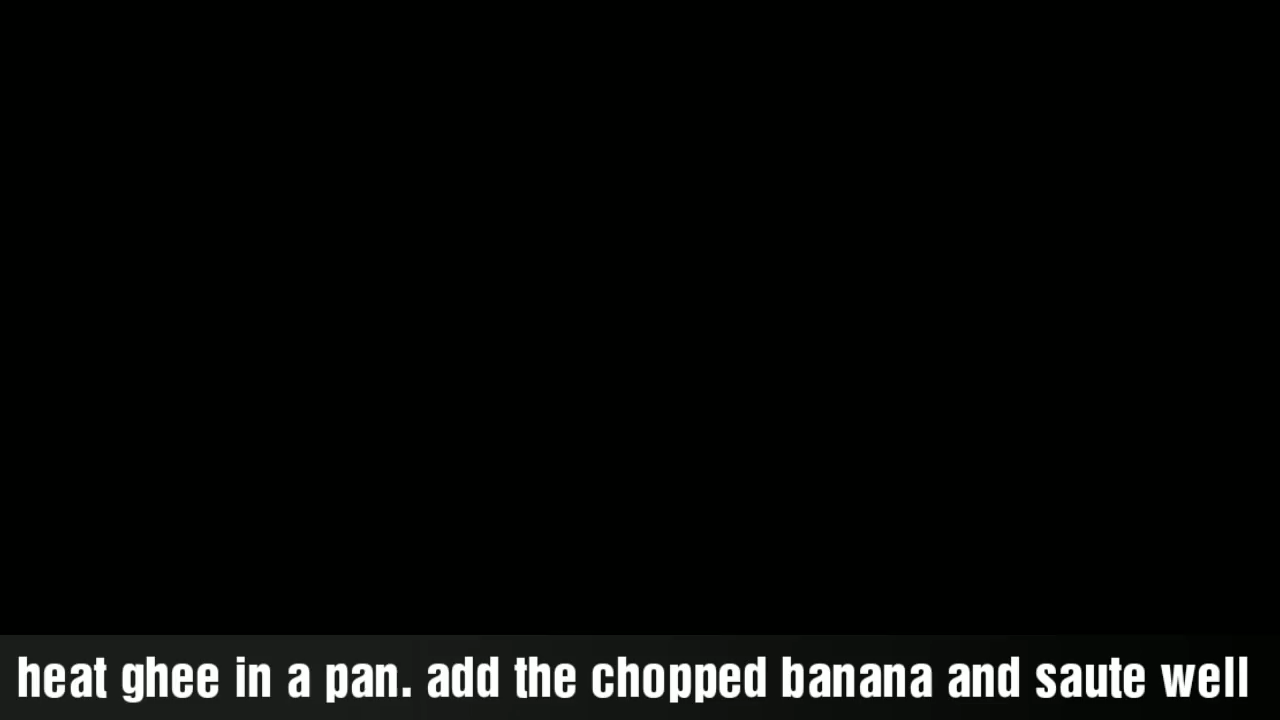 heat ghee in a pan. add the chopped banana and saute well